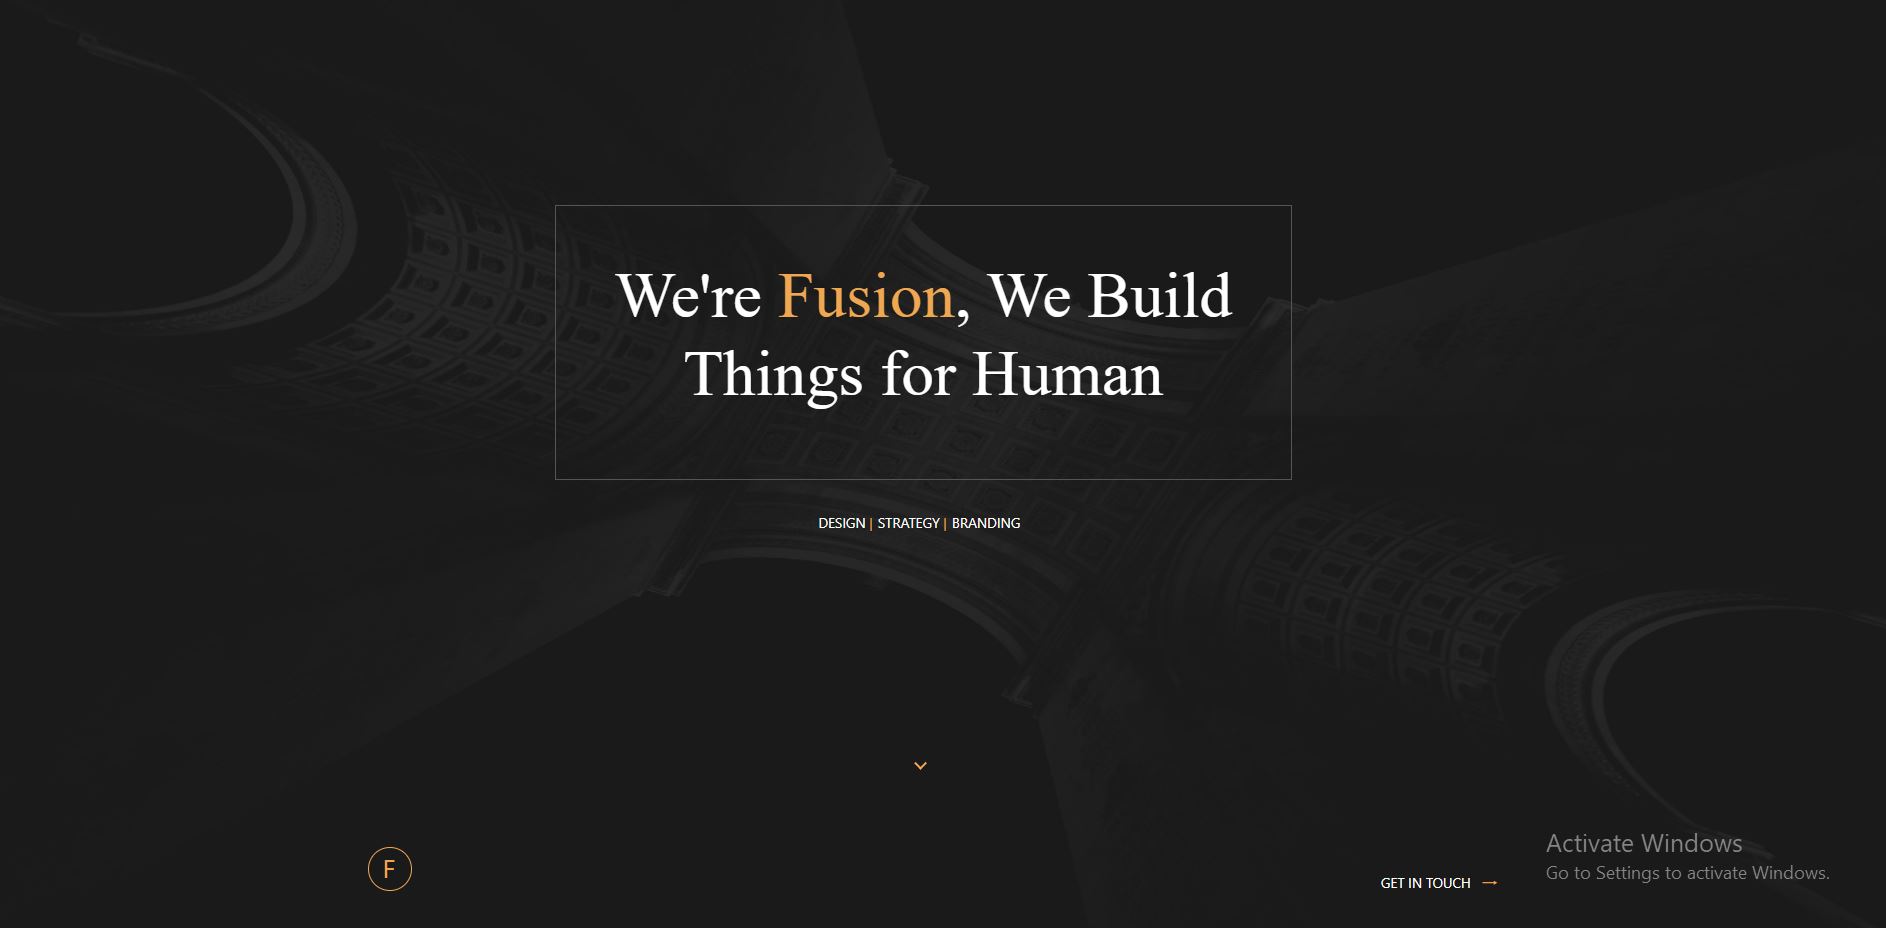 We're Fusion, We Build
Things for Human
DESIGN | STRATEGY | BRANDING
F
GET IN TOUCH →
Activate Windows
Go to Settings to activate Windows.